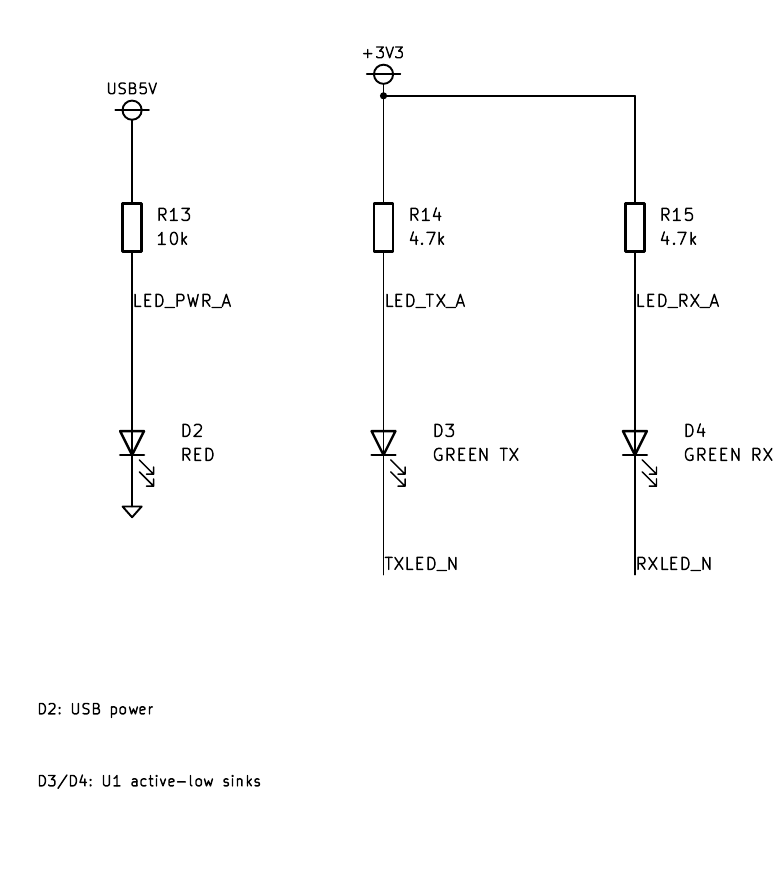 +3V3
USB5V
R13
10k
R14
4.7k
R15
4.7k
LED_PWR_A
LED_TX_A
LED_RX_A
D2
RED
D3
GREEN TX
D4
GREEN RX
TXLED_N
RXLED_N
D2: USB power
D3/D4: U1 active-low sinks